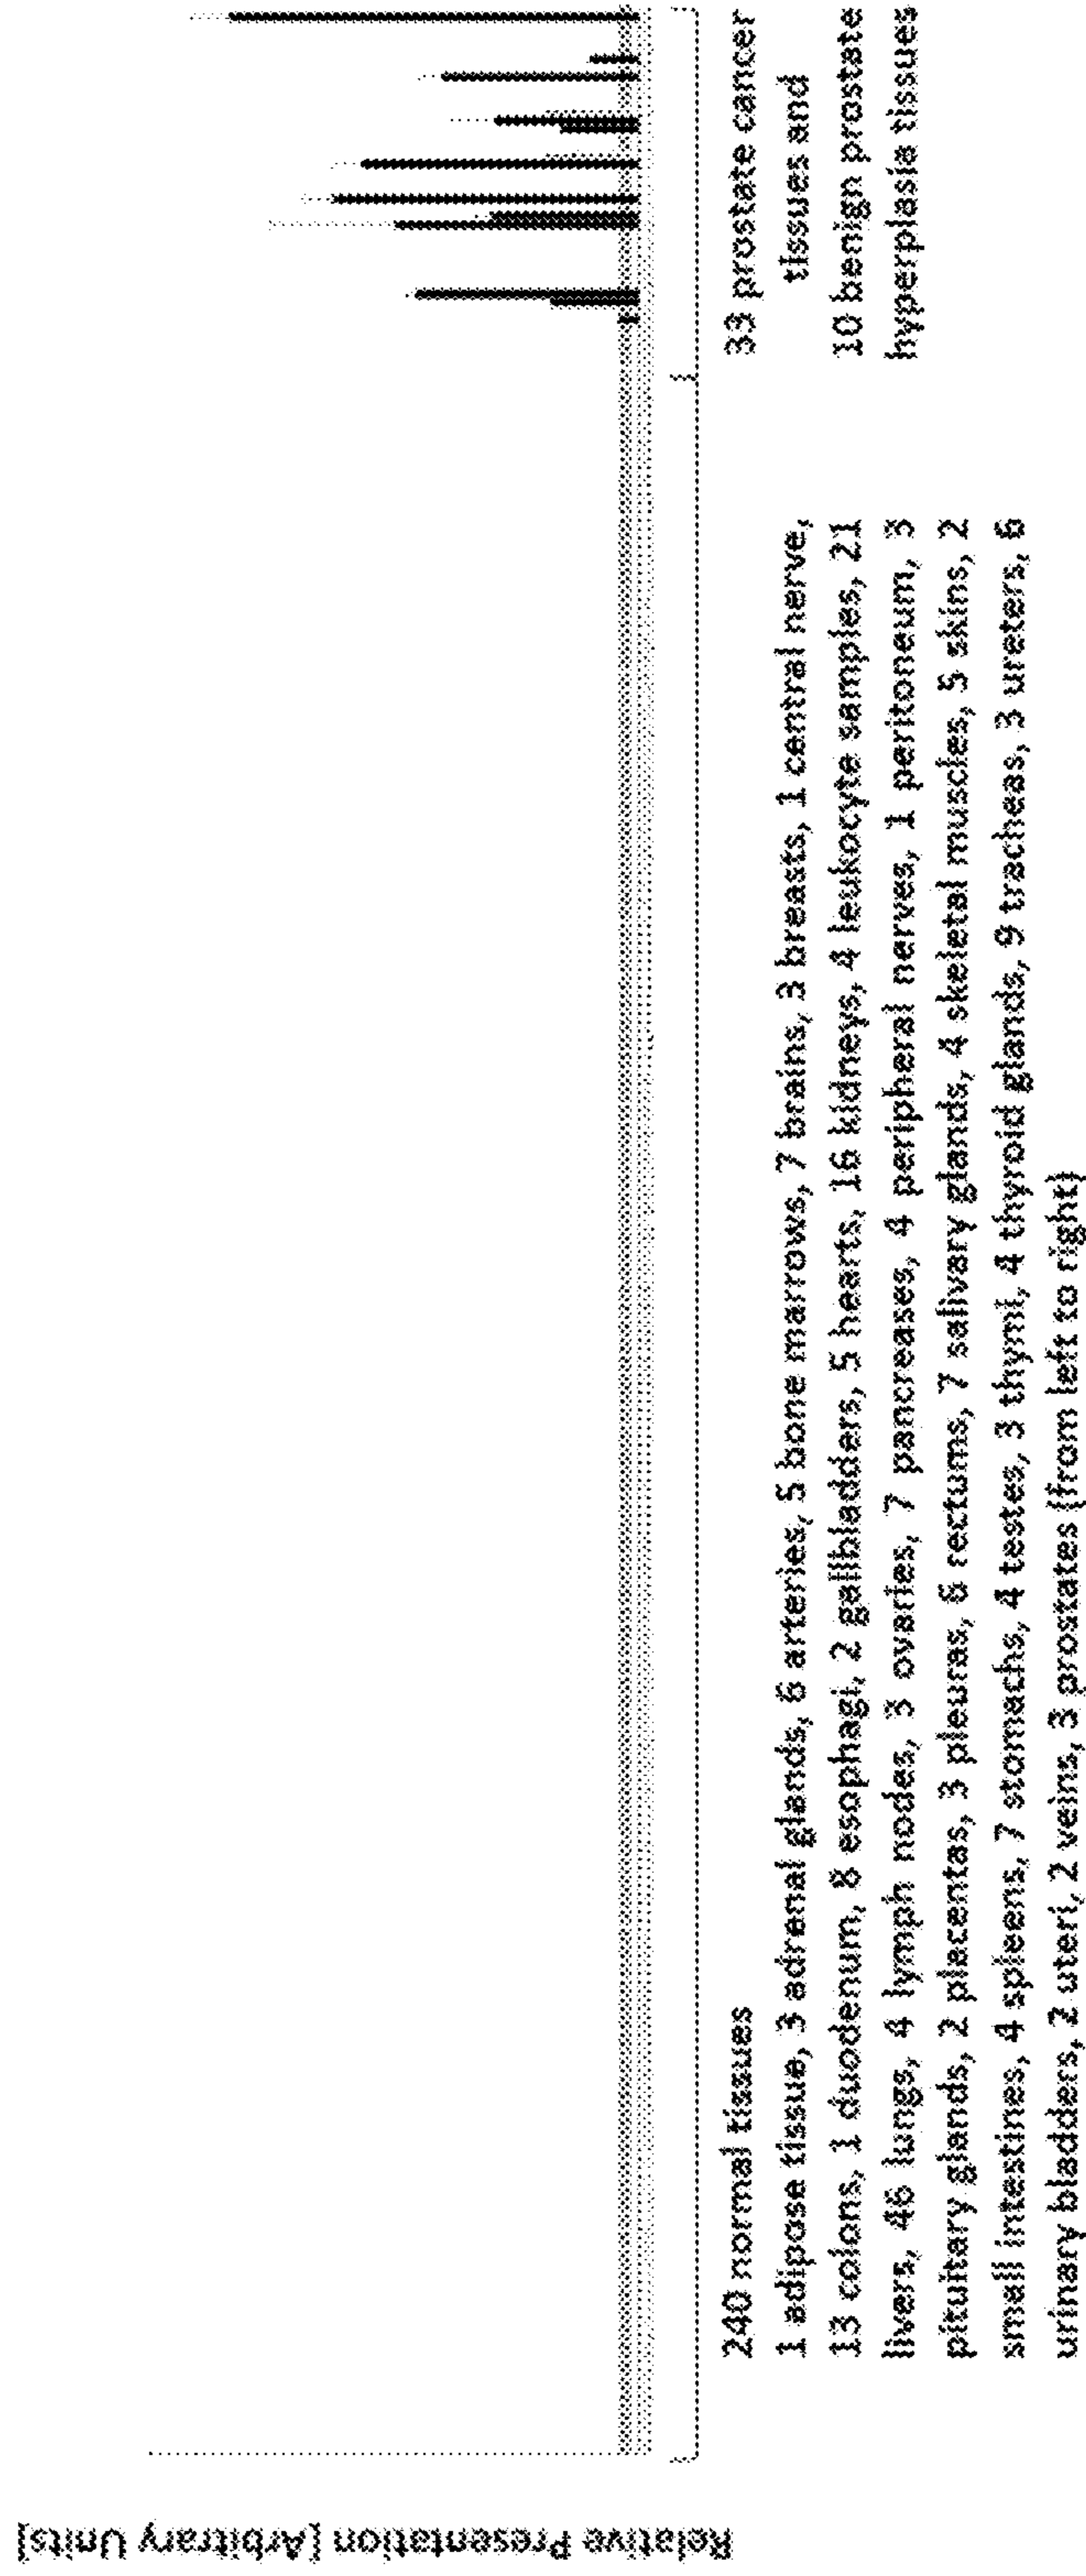 Relative Presentation [Arbitrary Units]
240 normal tissues
1 adipose tissue, 3 adrenal glands, 6 arteries, 5 bone marrows, 7 brains, 3 breasts, 1 central nerve,
13 colons, 1 duodenum, 8 esophagi, 2 gallbladders, 5 hearts, 16 kidneys, 4 leukocyte samples, 21
livers, 46 lungs, 4 lymph nodes, 3 ovaries, 7 pancreases, 4 peripheral nerves, 1 peritoneum, 3
pituitary glands, 2 placentas, 3 pleuras, 6 rectums, 7 salivary glands, 4 skeletal muscles, 5 skins, 2
small intestines, 4 spleens, 7 stomachs, 4 testes, 3 thymi, 4 thyroid glands, 9 tracheas, 3 ureters, 6
urinary bladders, 2 uteri, 2 veins, 3 prostates (from left to right)
33 prostate cancer
tissues and
10 benign prostate
hyperplasia tissues